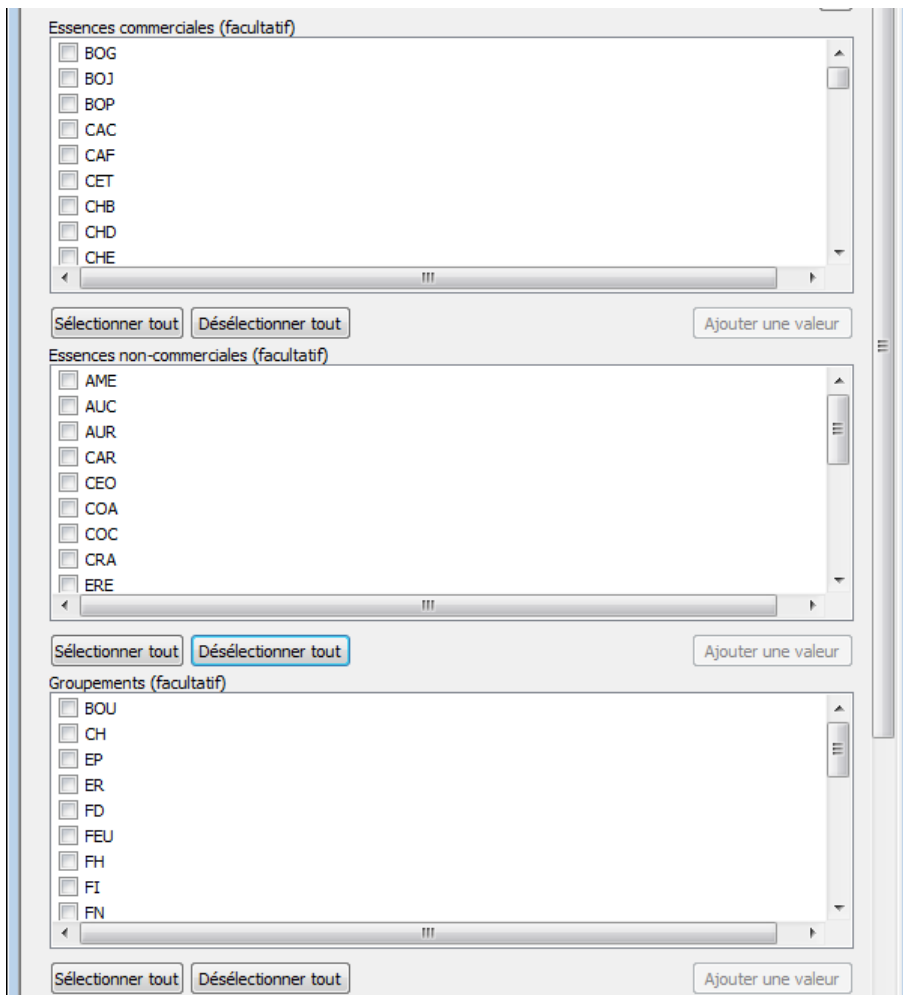 Essences commerciales (facultatif)
BOG
BOJ
BOP
CAC
CAF
CET
CHB
CHD
CHE
Sélectionner tout Désélectionner tout Ajouter une valeur
Essences non-commerciales (facultatif)
AME
AUC
AUR
CAR
CEO
COA
COC
CRA
ERE
Sélectionner tout Désélectionner tout Ajouter une valeur
Groupements (facultatif)
BOU
CH
EP
ER
FD
FEU
FH
FI
FN
Sélectionner tout Désélectionner tout Ajouter une valeur